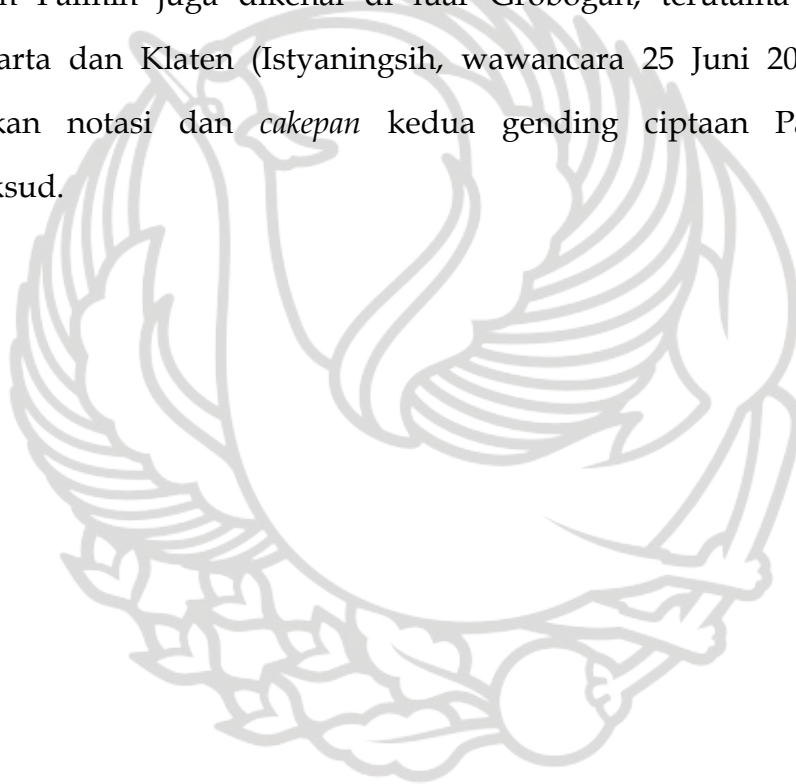 juga dikenal di luar Grobogan, terutama
arta dan Klaten (Istyaningsih, wawancara 25 Juni 20
kan notasi dan cakepan kedua gending ciptaan Pa
ksud.